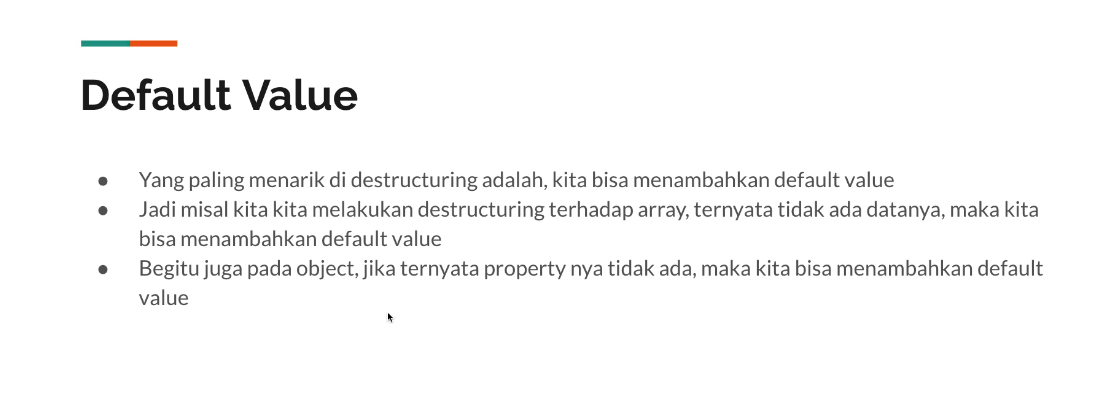 Default Value
● Yang paling menarik di destructuring adalah, kita bisa menambahkan default value
● Jadi misal kita kita melakukan destructuring terhadap array, ternyata tidak ada datanya, maka kita
bisa menambahkan default value
● Begitu juga pada object, jika ternyata property nya tidak ada, maka kita bisa menambahkan default
value